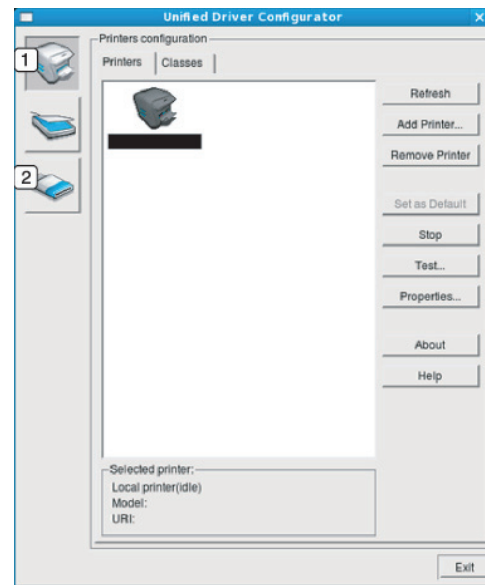 Unified Driver Configurator
Printers configuration
1
Printers Classes
Refresh
Add Printer...
Remove Printer
2
Set as Default
Stop
Test...
Properties...
About
Help
Selected printer:
Local printer(idle)
Model:
URI:
Exit